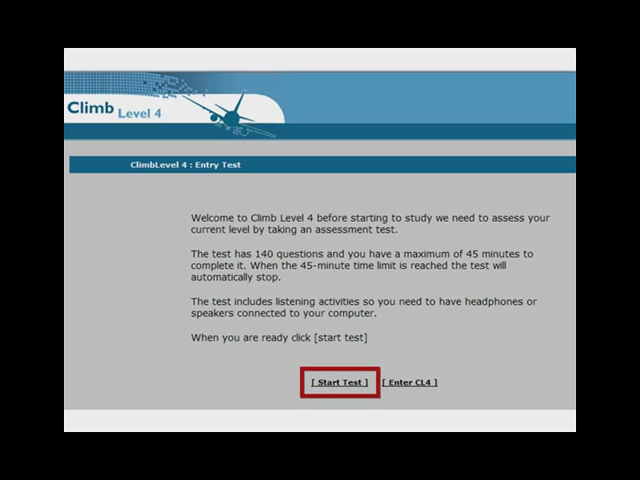 Climb Level 4
ClimbLevel 4 : Entry Test
Welcome to Climb Level 4 before starting to study we need to assess your
current level by taking an assessment test.
The test has 140 questions and you have a maximum of 45 minutes to
complete it. When the 45-minute time limit is reached the test will
automatically stop.
The test includes listening activities so you need to have headphones or
speakers connected to your computer.
When you are ready click [start test]
[ Start Test ] [ Enter CL4 ]